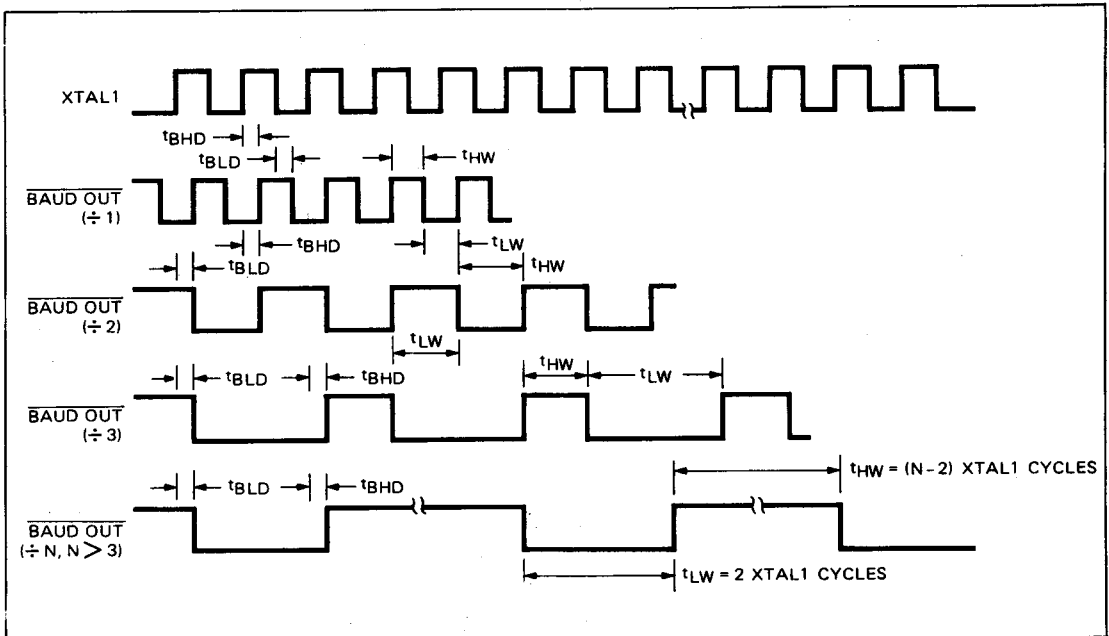 XTAL1
tBHD
tBLD
tHW
BAUD OUT
(÷ 1)
tBHD
tLW
tBLD
tHW
BAUD OUT
(÷ 2)
tLW
tHW
tBLD
tBHD
tLW
BAUD OUT
(÷ 3)
tHW = (N-2) XTAL1 CYCLES
tBLD
tBHD
BAUD OUT
(÷ N, N > 3)
tLW = 2 XTAL1 CYCLES